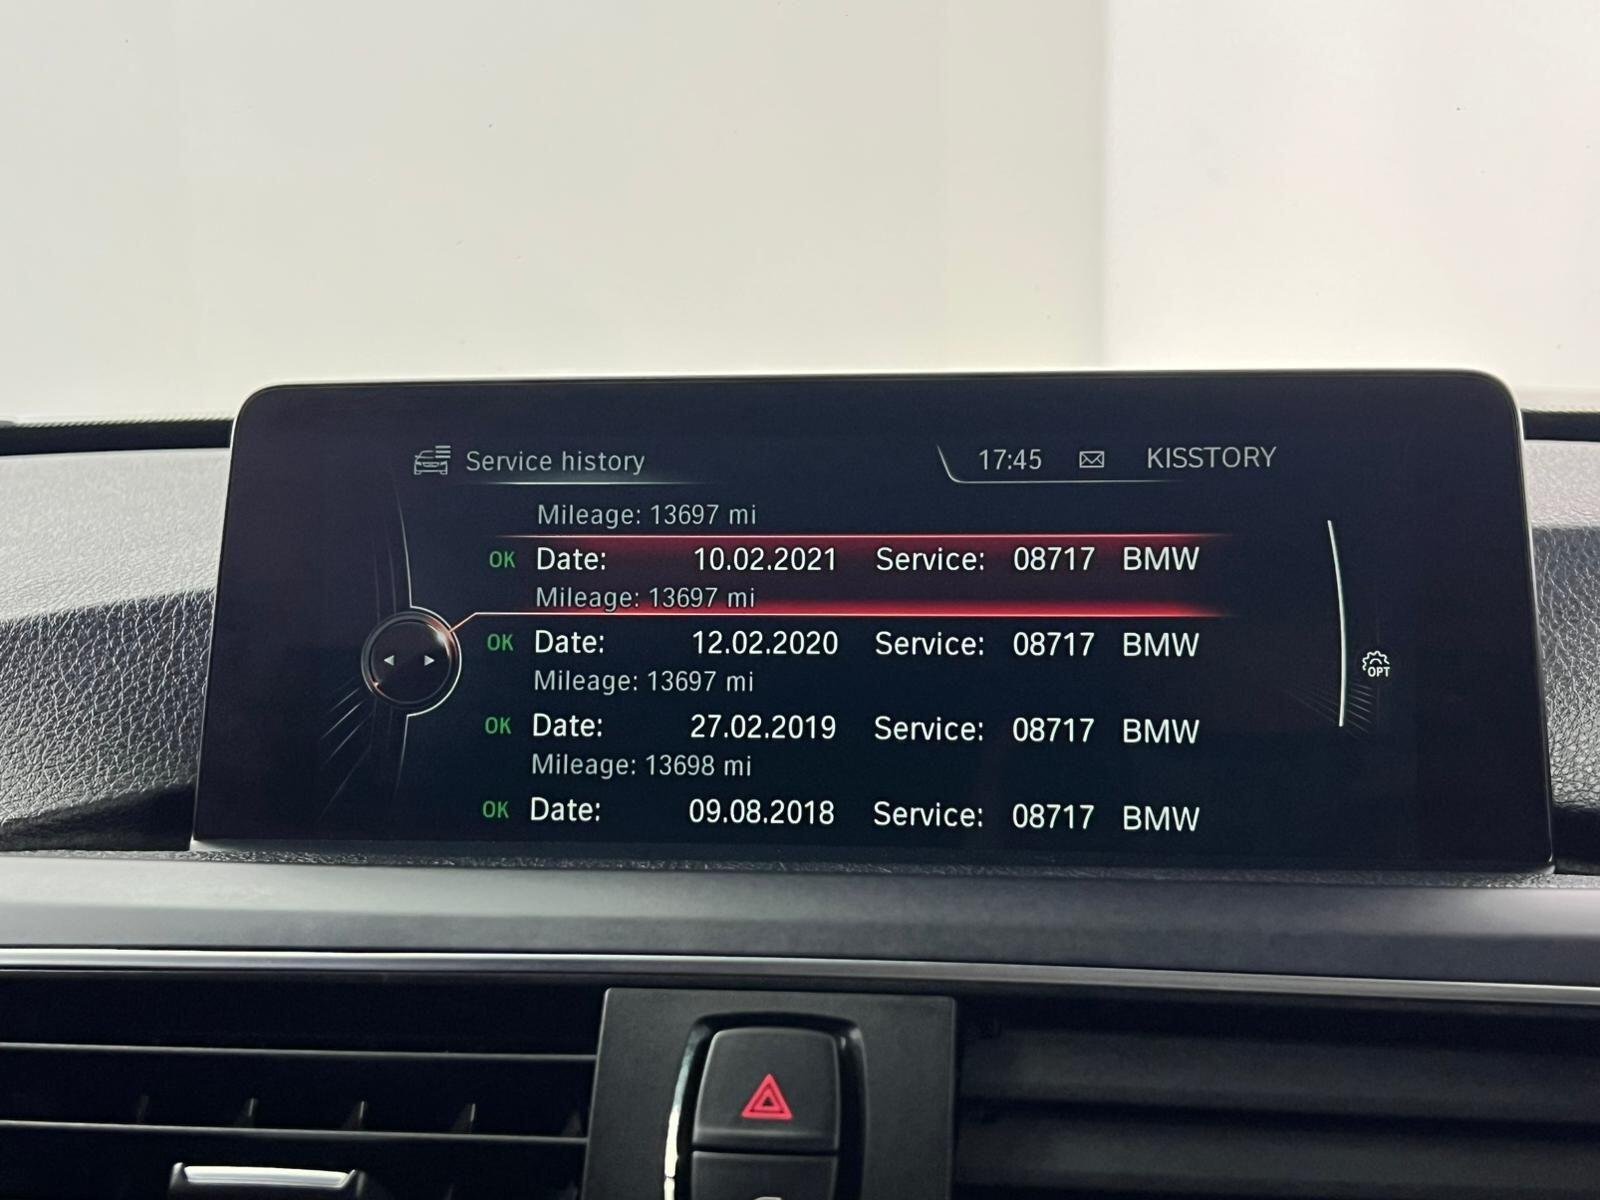 Service history 17:45 KISSTORY
Mileage: 13697 mi
OK Date: 10.02.2021 Service: 08717 BMW
Mileage: 13697 mi
OK Date: 12.02.2020 Service: 08717 BMW
Mileage: 13697 mi
OPT
OK Date: 27.02.2019 Service: 08717 BMW
Mileage: 13698 mi
OK Date: 09.08.2018 Service: 08717 BMW